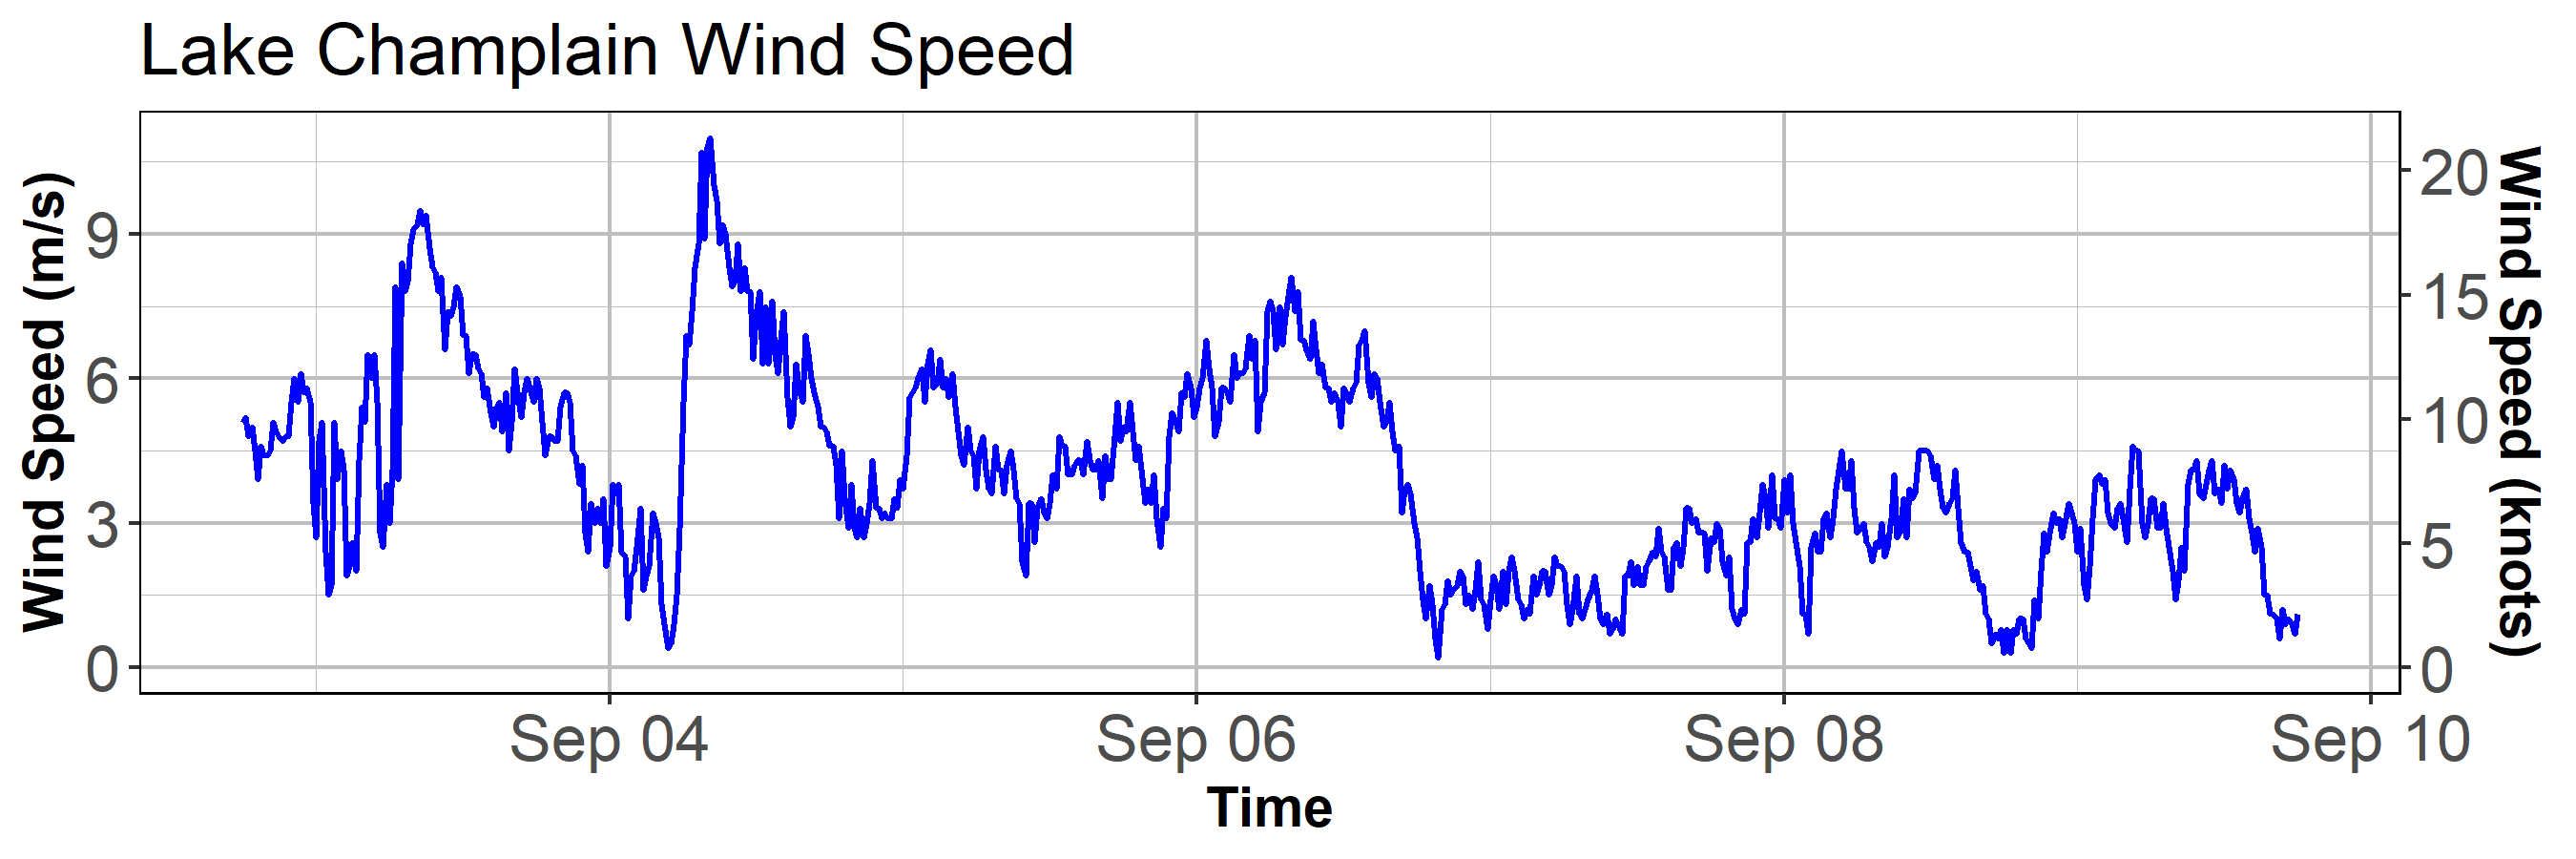 Lake Champlain Wind Speed
Wind Speed (m/s)
9
6
3
0
20
15
10
5
0
Wind Speed (knots)
Sep 04 Sep 06 Sep 08 Sep 10
Time